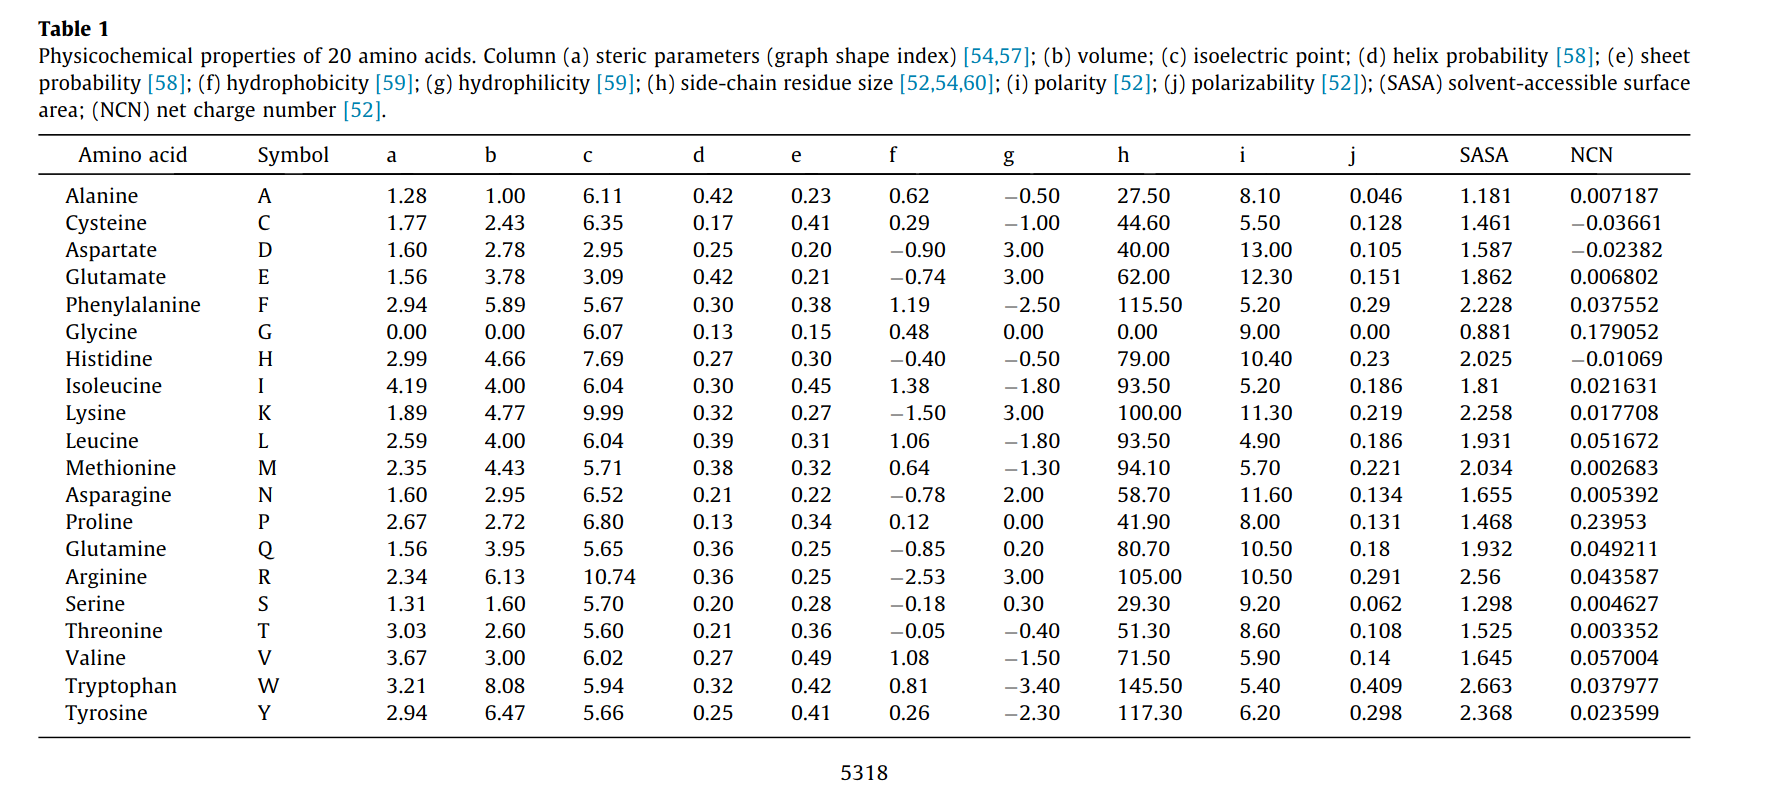 Table 1
Physicochemical properties of 20 amino acids. Column (a) steric parameters (graph shape index) [54,57]; (b) volume; (c) isoelectric point; (d) helix probability [58]; (e) sheet
probability [58]; (f) hydrophobicity [59]; (g) hydrophilicity [59]; (h) side-chain residue size [52,54,60]; (i) polarity [52]; (j) polarizability [52]); (SASA) solvent-accessible surface
area; (NCN) net charge number [52].
Amino acid Symbol a b c d e f g h i j SASA NCN
Alanine A 1.28 1.00 6.11 0.42 0.23 0.62 −0.50 27.50 8.10 0.046 1.181 0.007187
Cysteine C 1.77 2.43 6.35 0.17 0.41 0.29 −1.00 44.60 5.50 0.128 1.461 −0.03661
Aspartate D 1.60 2.78 2.95 0.25 0.20 −0.90 3.00 40.00 13.00 0.105 1.587 −0.02382
Glutamate E 1.56 3.78 3.09 0.42 0.21 −0.74 3.00 62.00 12.30 0.151 1.862 0.006802
Phenylalanine F 2.94 5.89 5.67 0.30 0.38 1.19 −2.50 115.50 5.20 0.29 2.228 0.037552
Glycine G 0.00 0.00 6.07 0.13 0.15 0.48 0.00 0.00 9.00 0.00 0.881 0.179052
Histidine H 2.99 4.66 7.69 0.27 0.30 −0.40 −0.50 79.00 10.40 0.23 2.025 −0.01069
Isoleucine I 4.19 4.00 6.04 0.30 0.45 1.38 −1.80 93.50 5.20 0.186 1.81 0.021631
Lysine K 1.89 4.77 9.99 0.32 0.27 −1.50 3.00 100.00 11.30 0.219 2.258 0.017708
Leucine L 2.59 4.00 6.04 0.39 0.31 1.06 −1.80 93.50 4.90 0.186 1.931 0.051672
Methionine M 2.35 4.43 5.71 0.38 0.32 0.64 −1.30 94.10 5.70 0.221 2.034 0.002683
Asparagine N 1.60 2.95 6.52 0.21 0.22 −0.78 2.00 58.70 11.60 0.134 1.655 0.005392
Proline P 2.67 2.72 6.80 0.13 0.34 0.12 0.00 41.90 8.00 0.131 1.468 0.23953
Glutamine Q 1.56 3.95 5.65 0.36 0.25 −0.85 0.20 80.70 10.50 0.18 1.932 0.049211
Arginine R 2.34 6.13 10.74 0.36 0.25 −2.53 3.00 105.00 10.50 0.291 2.56 0.043587
Serine S 1.31 1.60 5.70 0.20 0.28 −0.18 0.30 29.30 9.20 0.062 1.298 0.004627
Threonine T 3.03 2.60 5.60 0.21 0.36 −0.05 −0.40 51.30 8.60 0.108 1.525 0.003352
Valine V 3.67 3.00 6.02 0.27 0.49 1.08 −1.50 71.50 5.90 0.14 1.645 0.057004
Tryptophan W 3.21 8.08 5.94 0.32 0.42 0.81 −3.40 145.50 5.40 0.409 2.663 0.037977
Tyrosine Y 2.94 6.47 5.66 0.25 0.41 0.26 −2.30 117.30 6.20 0.298 2.368 0.023599
5318